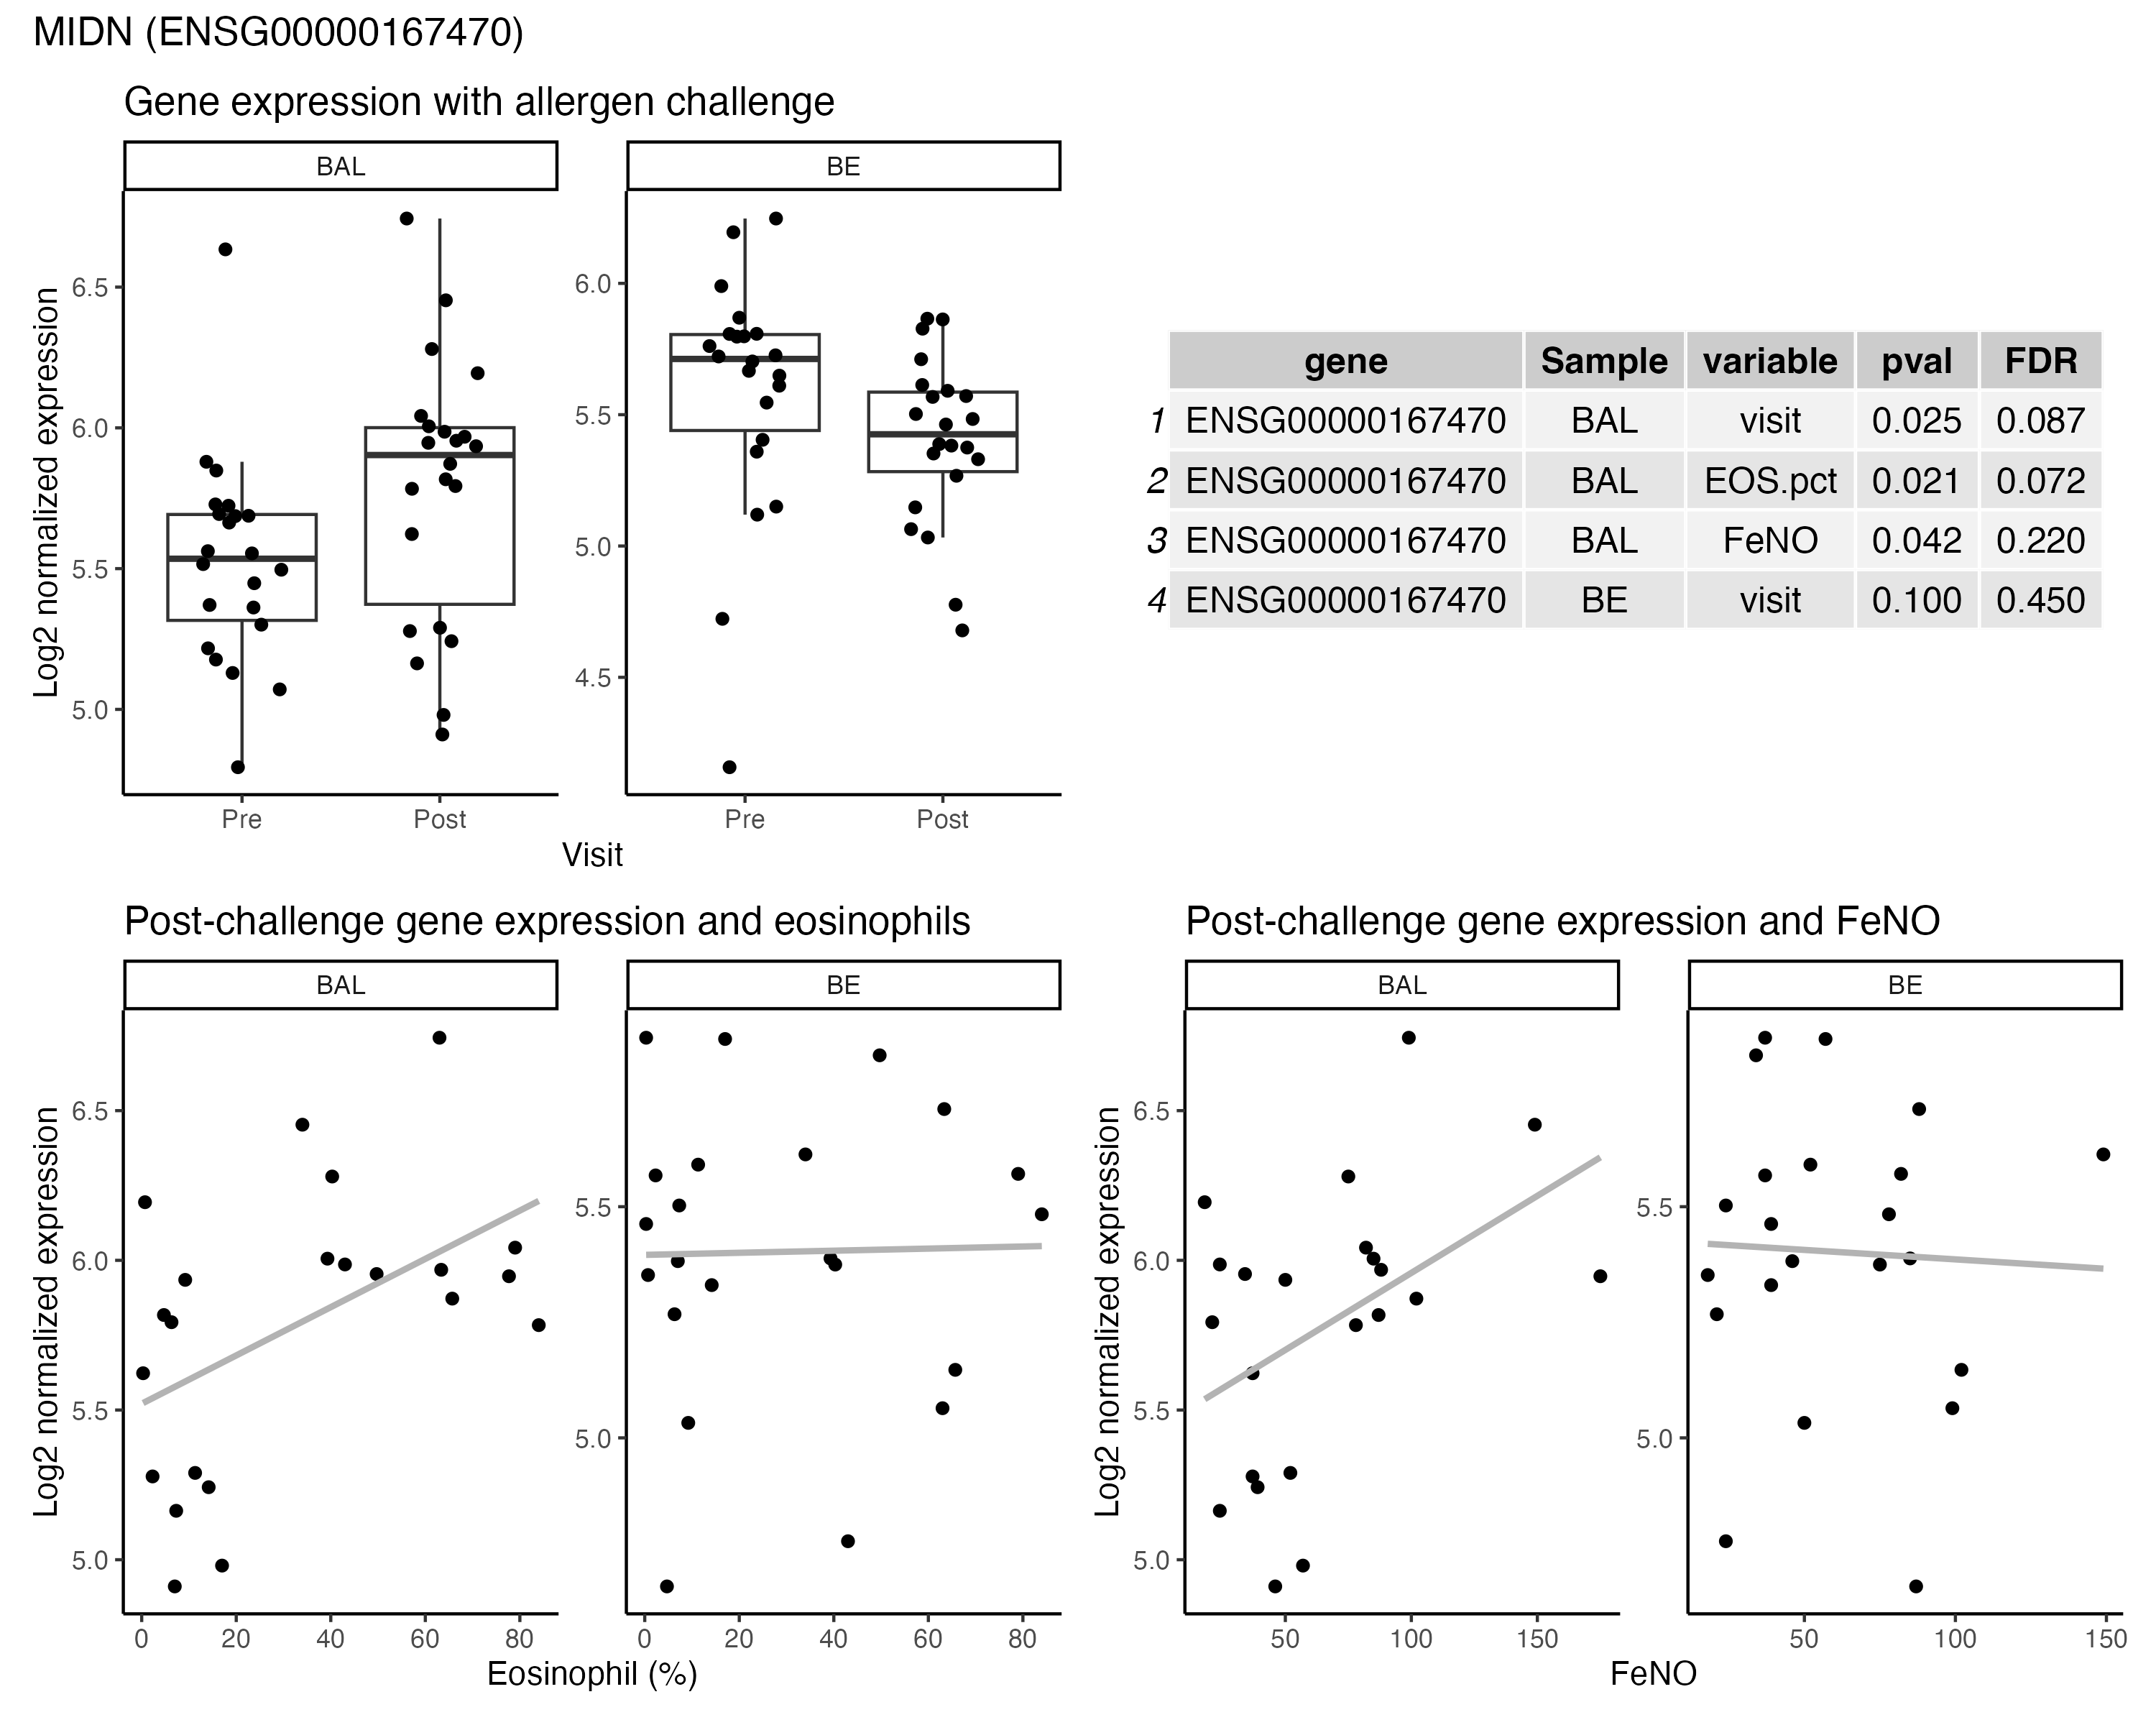 MIDN (ENSG00000167470)
Gene expression with allergen challenge
BAL
BE
Log2 normalized expression
6.5
6.0
5.5
5.0
6.0
5.5
5.0
4.5
Pre
Post
Pre
Post
Visit
gene Sample variable pval FDR
1 ENSG00000167470 BAL visit 0.025 0.087
2 ENSG00000167470 BAL EOS.pct 0.021 0.072
3 ENSG00000167470 BAL FeNO 0.042 0.220
4 ENSG00000167470 BE visit 0.100 0.450
Post-challenge gene expression and eosinophils
BAL
BE
Log2 normalized expression
6.5
6.0
5.5
5.0
5.5
5.0
0 20 40 60 80
0 20 40 60 80
Eosinophil (%)
Post-challenge gene expression and FeNO
BAL
BE
Log2 normalized expression
6.5
6.0
5.5
5.0
5.5
5.0
50 100 150
50 100 150
FeNO